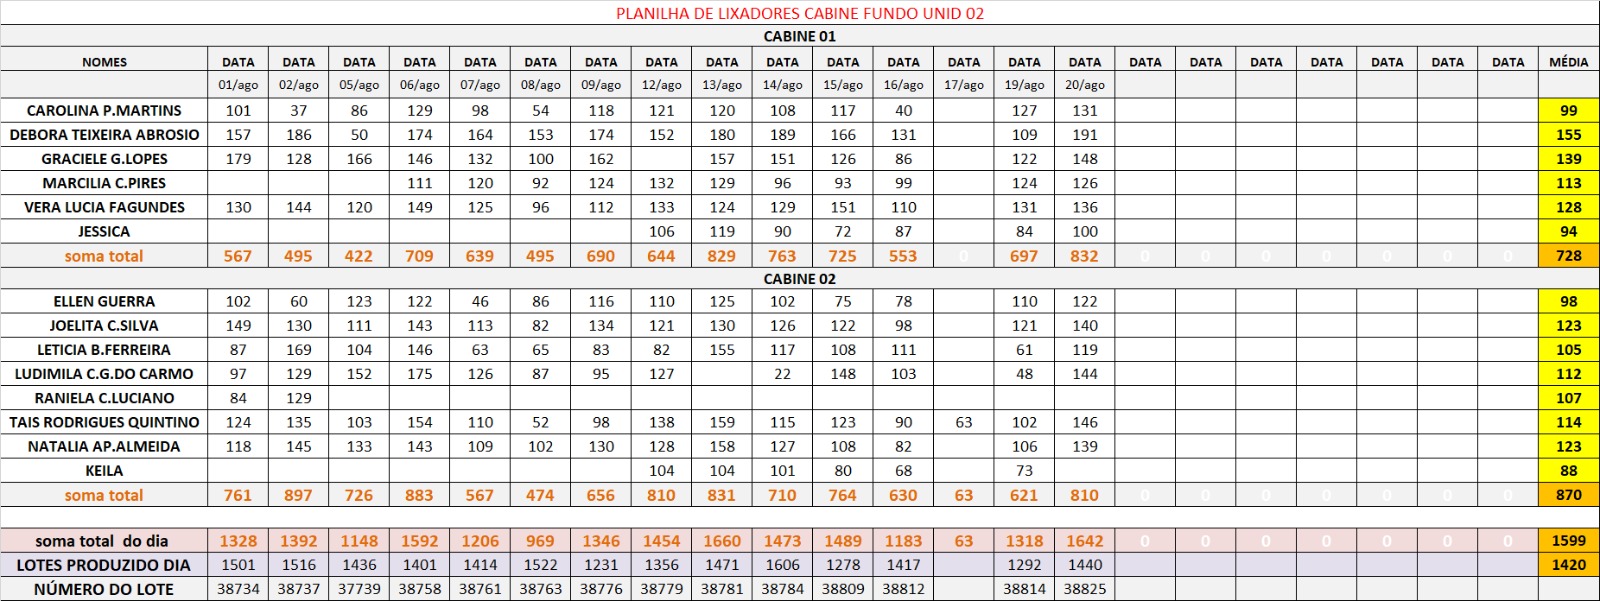 PLANILHA DE LIXADORES CABINE FUNDO UNID 02
CABINE 01
NOMES DATA DATA DATA DATA DATA DATA DATA DATA DATA DATA DATA DATA DATA DATA DATA DATA DATA DATA DATA DATA DATA DATA MÉDIA
01/ago 02/ago 05/ago 06/ago 07/ago 08/ago 09/ago 12/ago 13/ago 14/ago 15/ago 16/ago 17/ago 19/ago 20/ago
CAROLINA P.MARTINS 101 37 86 129 98 54 118 121 120 108 117 40 127 131 99
DEBORA TEIXEIRA ABROSIO 157 186 50 174 164 153 174 152 180 189 166 131 109 191 155
GRACIELE G.LOPES 179 128 166 146 132 100 162 157 151 126 86 122 148 139
MARCILIA C.PIRES 111 120 92 124 132 129 96 93 99 124 126 113
VERA LUCIA FAGUNDES 130 144 120 149 125 96 112 133 124 129 151 110 131 136 128
JESSICA 106 119 90 72 87 84 100 94
soma total 567 495 422 709 639 495 690 644 829 763 725 553 0 697 832 0 0 0 0 0 0 0 728
CABINE 02
ELLEN GUERRA 102 60 123 122 46 86 116 110 125 102 75 78 110 122 98
JOELITA C.SILVA 149 130 111 143 113 82 134 121 130 126 122 98 121 140 123
LETICIA B.FERREIRA 87 169 104 146 63 65 83 82 155 117 108 111 61 119 105
LUDIMILA C.G.DO CARMO 97 129 152 175 126 87 95 127 22 148 103 48 144 112
RANIELA C.LUCIANO 84 129 107
TAIS RODRIGUES QUINTINO 124 135 103 154 110 52 98 138 159 115 123 90 63 102 146 114
NATALIA AP.ALMEIDA 118 145 133 143 109 102 130 128 158 127 108 82 106 139 123
KEILA 104 104 101 80 68 73 88
soma total 761 897 726 883 567 474 656 810 831 710 764 630 63 621 810 0 0 0 0 0 0 0 870
soma total do dia 1328 1392 1148 1592 1206 969 1346 1454 1660 1473 1489 1183 63 1318 1642 0 0 0 0 0 0 0 1599
LOTES PRODUZIDO DIA 1501 1516 1436 1401 1414 1522 1231 1356 1471 1606 1278 1417 1292 1440 1420
NÚMERO DO LOTE 38734 38737 37739 38758 38761 38763 38776 38779 38781 38784 38809 38812 38814 38825